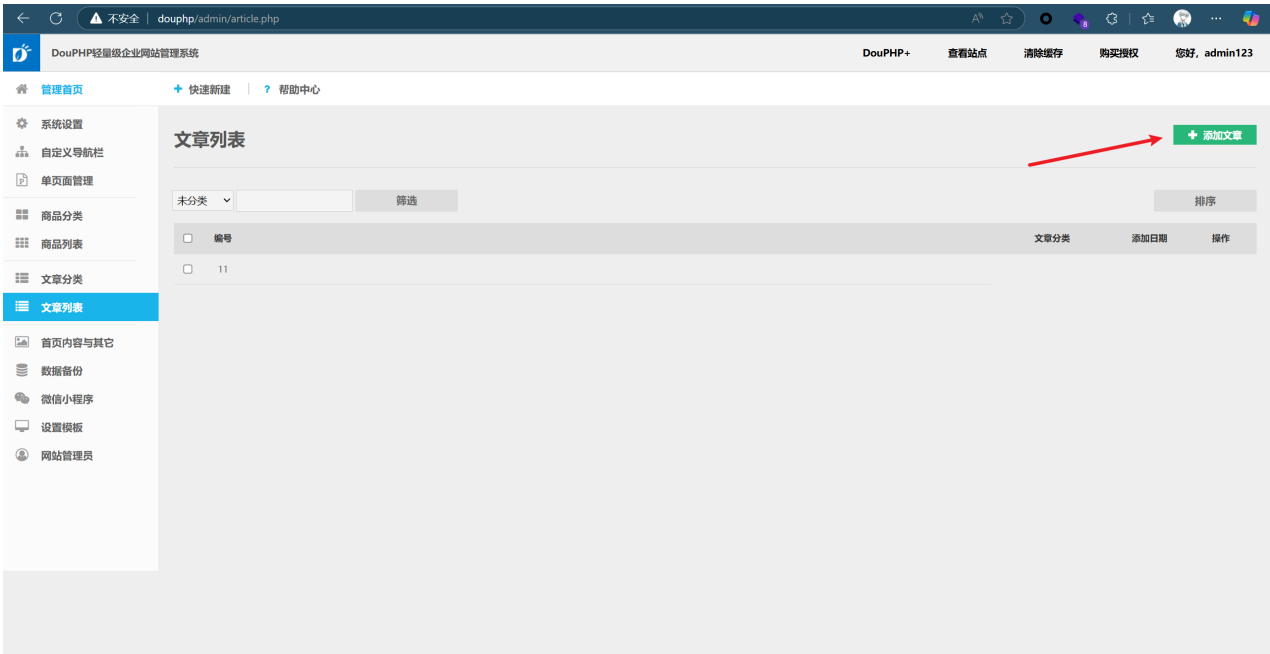 不安全 douphp/admin/article.php
8
DouPHP轻量级企业网站管理系统 DouPHP+ 查看站点 清除缓存 购买授权 您好，admin123
管理首页 + 快速新建 ? 帮助中心
系统设置
自定义导航栏
单页面管理
商品分类
商品列表
文章分类
文章列表
首页内容与其它
数据备份
微信小程序
设置模板
网站管理员
文章列表 + 添加文章
未分类 筛选 排序
编号 文章分类 添加日期 操作
11